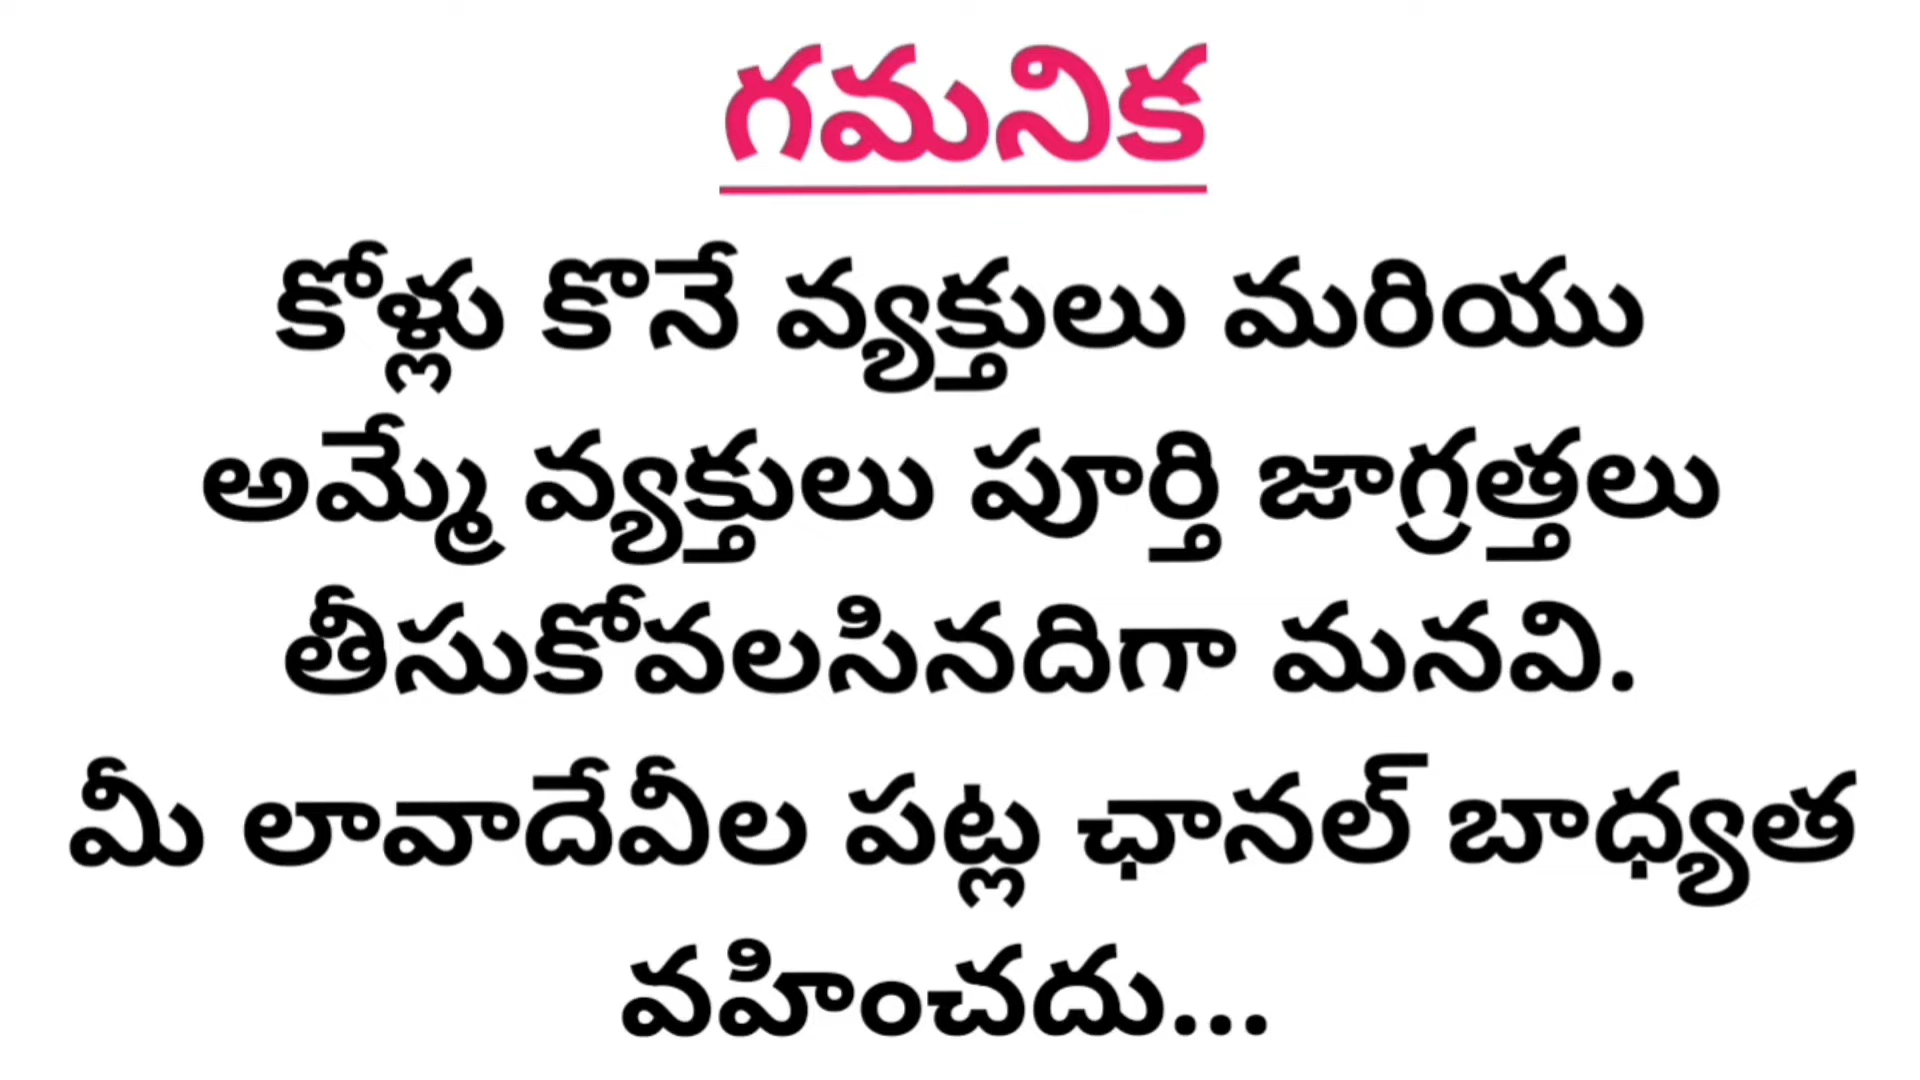 గమనిక
కోళ్లు కొనే వ్యక్తులు మరియు
అమ్మే వ్యక్తులు పూర్తి జాగ్రత్తలు
తీసుకోవలసినదిగా మనవి.
మీ లావాదేవీల పట్ల ఛానల్ బాధ్యత
వహించదు...